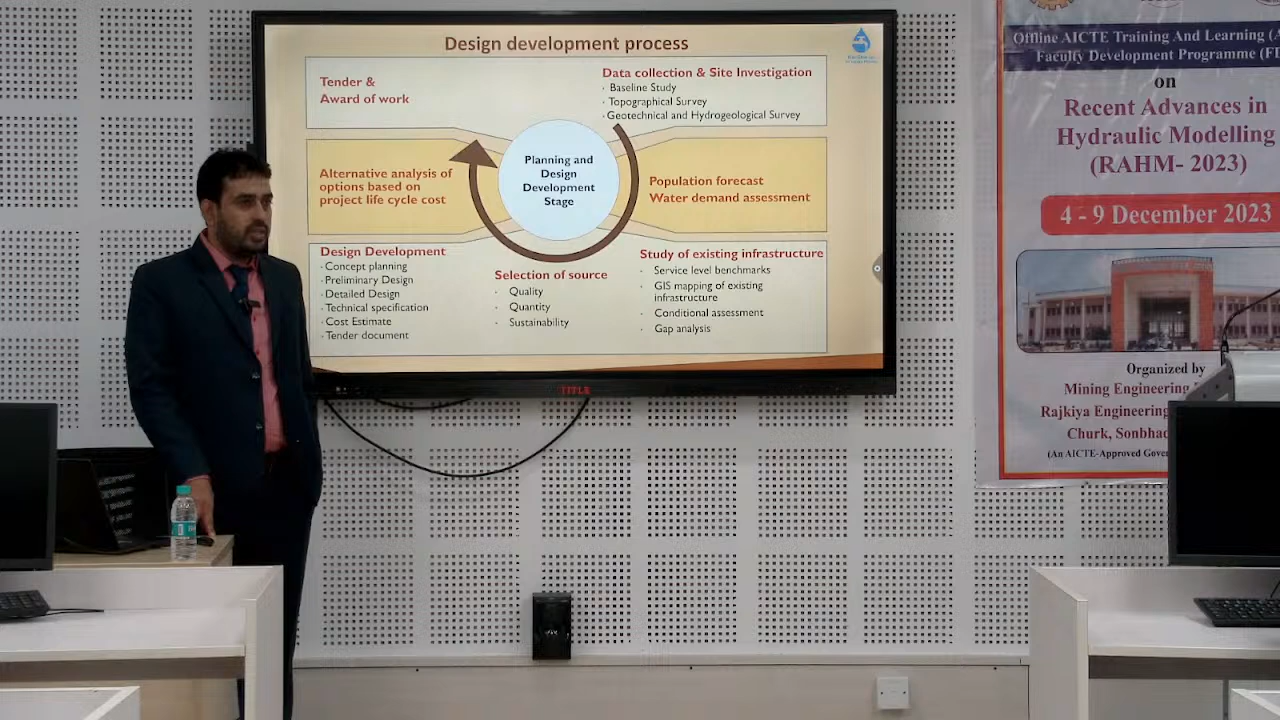 Design development process
Tender &
Award of work
Data collection & Site Investigation
· Baseline Study
· Topographical Survey
· Geotechnical and Hydrogeological Survey
Planning and
Design
Development
Stage
Alternative analysis of
options based on
project life cycle cost
Population forecast
Water demand assessment
Design Development
· Concept planning
· Preliminary Design
· Detailed Design
· Technical specification
· Cost Estimate
· Tender document
Selection of source
· Quality
· Quantity
· Sustainability
Study of existing infrastructure
· Service level benchmarks
· GIS mapping of existing
infrastructure
· Conditional assessment
· Gap analysis
TITLE
Offline AICTE Training And Learning (A
Faculty Development Programme (F
on
Recent Advances in
Hydraulic Modelling
(RAHM- 2023)
4 - 9 December 2023
Organized by
Mining Engineering
Rajkiya Engineering
Churk, Sonbhad
(An AICTE-Approved Gover